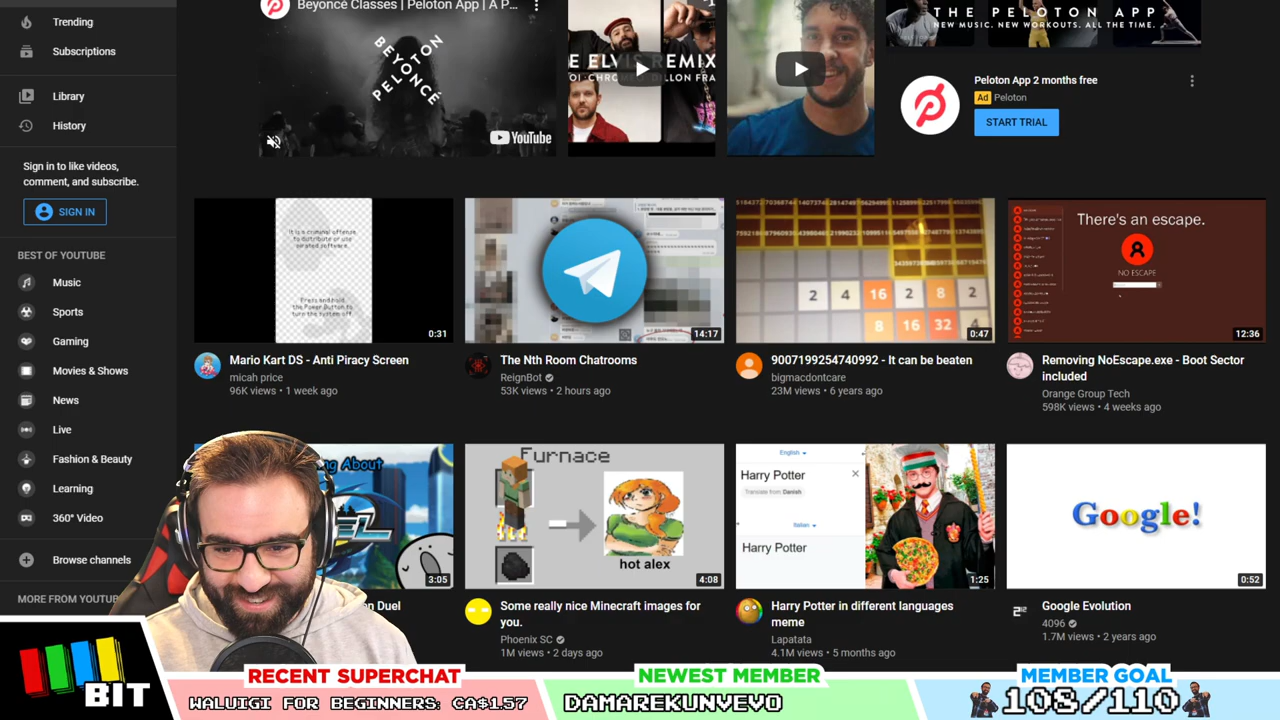 Trending
Subscriptions
Library
History
Sign in to like videos,
comment, and subscribe.
SIGN IN
BEST OF YOUTUBE
Music
Sports
Gaming
Movies & Shows
News
Live
Fashion & Beauty
Learning
360° Video
Browse channels
MORE FROM YOUTUB
Beyoncé Classes | Peloton App | A P...
BEYONCÉ
PELOTON
YouTube
E ELVIS REMIX
THE PELOTON APP
NEW MUSIC. NEW WORKOUTS. ALL THE TIME.
Peloton App 2 months free
Ad Peloton
START TRIAL
It is a criminal offense
to distribute or use
pirated software.
Press and hold
the Power Button to
turn the system off
0:31
Mario Kart DS - Anti Piracy Screen
micah price
96K views • 1 week ago
14:17
The Nth Room Chatrooms
ReignBot
53K views • 2 hours ago
2 4 16 2 8 2
8 16 32 4
0:47
9007199254740992 - It can be beaten
bigmacdontcare
23M views • 6 years ago
There's an escape.
NO ESCAPE
12:36
Removing NoEscape.exe - Boot Sector
included
Orange Group Tech
598K views • 4 weeks ago
ng About
3:05
n Duel
Furnace
hot alex
4:08
Some really nice Minecraft images for
you.
Phoenix SC
1M views • 2 days ago
English
Harry Potter
Translate from: Danish
Italian
Harry Potter
1:25
Harry Potter in different languages
meme
Lapatata
4.1M views • 5 months ago
Google!
0:52
Google Evolution
4096
1.7M views • 2 years ago
BIT
RECENT SUPERCHAT
WALUIGI FOR BEGINNERS: CA$1.57
NEWEST MEMBER
DAMAREKUNVEVO
MEMBER GOAL
108/110